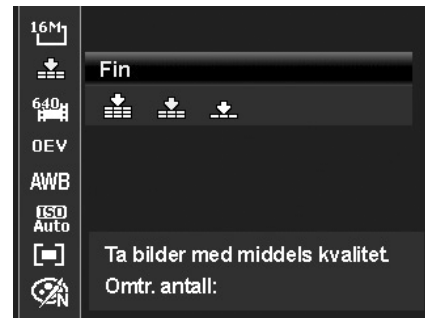 16M
Fin
640
0EV
AWB
ISO
Auto
N
Ta bilder med middels kvalitet.
Omtr. antall: